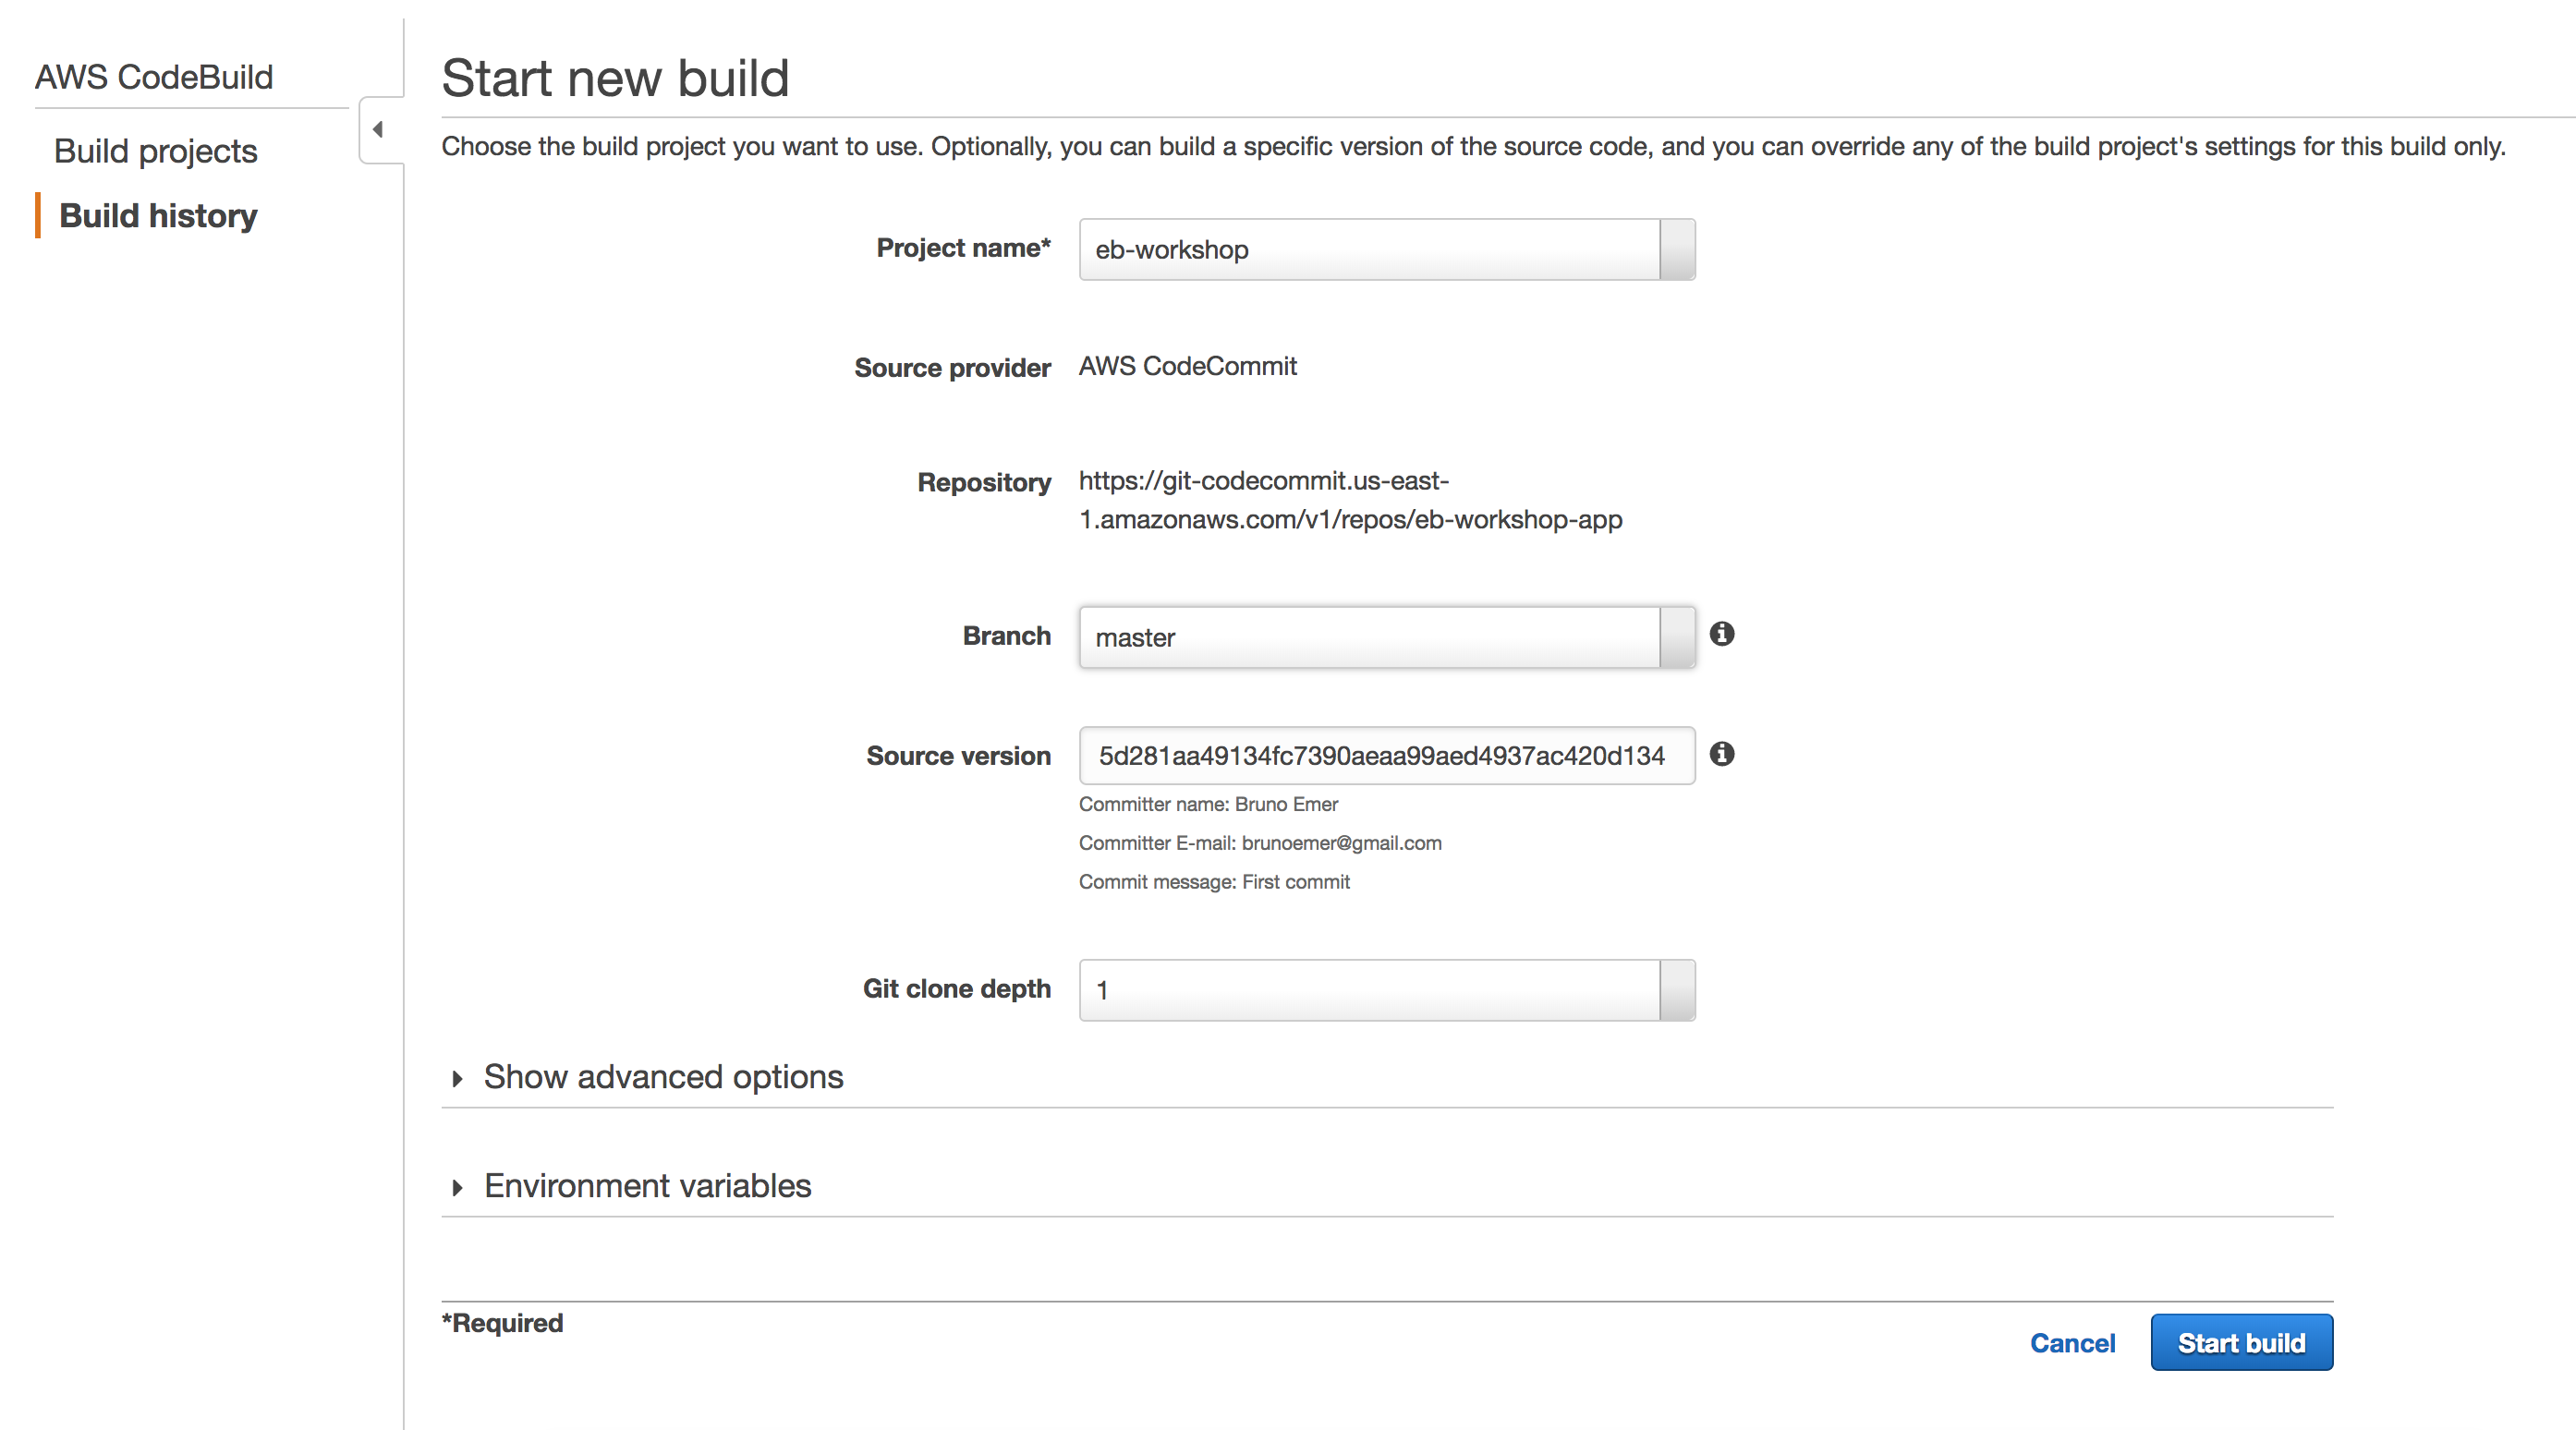 AWS CodeBuild
Build projects
Build history
Start new build
Choose the build project you want to use. Optionally, you can build a specific version of the source code, and you can override any of the build project's settings for this build only.
Project name* eb-workshop
Source provider AWS CodeCommit
Repository https://git-codecommit.us-east-
1.amazonaws.com/v1/repos/eb-workshop-app
Branch master
Source version 5d281aa49134fc7390aeaa99aed4937ac420d134
Committer name: Bruno Emer
Committer E-mail: brunoemer@gmail.com
Commit message: First commit
Git clone depth 1
Show advanced options
Environment variables
*Required
Cancel Start build